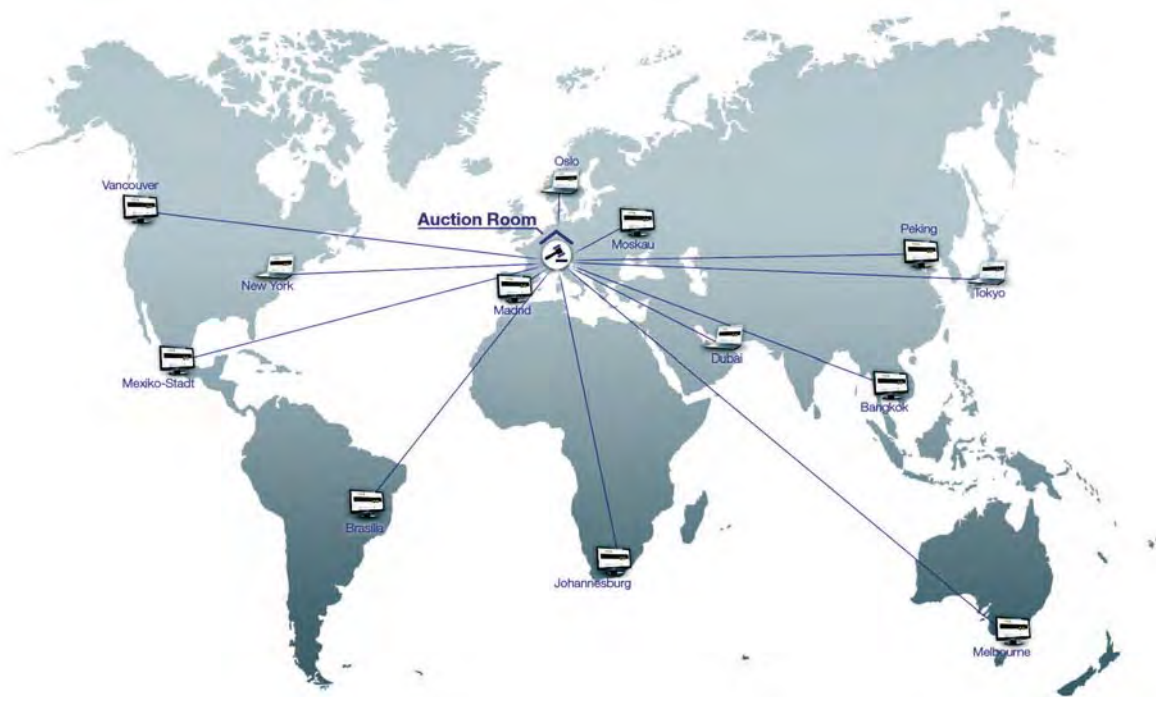 Oslo
Vancouver
Auction Room
Moskau
Peking
New York
Madrid
Tokyo
Dubai
Mexiko-Stadt
Bangkok
Brasilia
Johannesburg
Melbourne